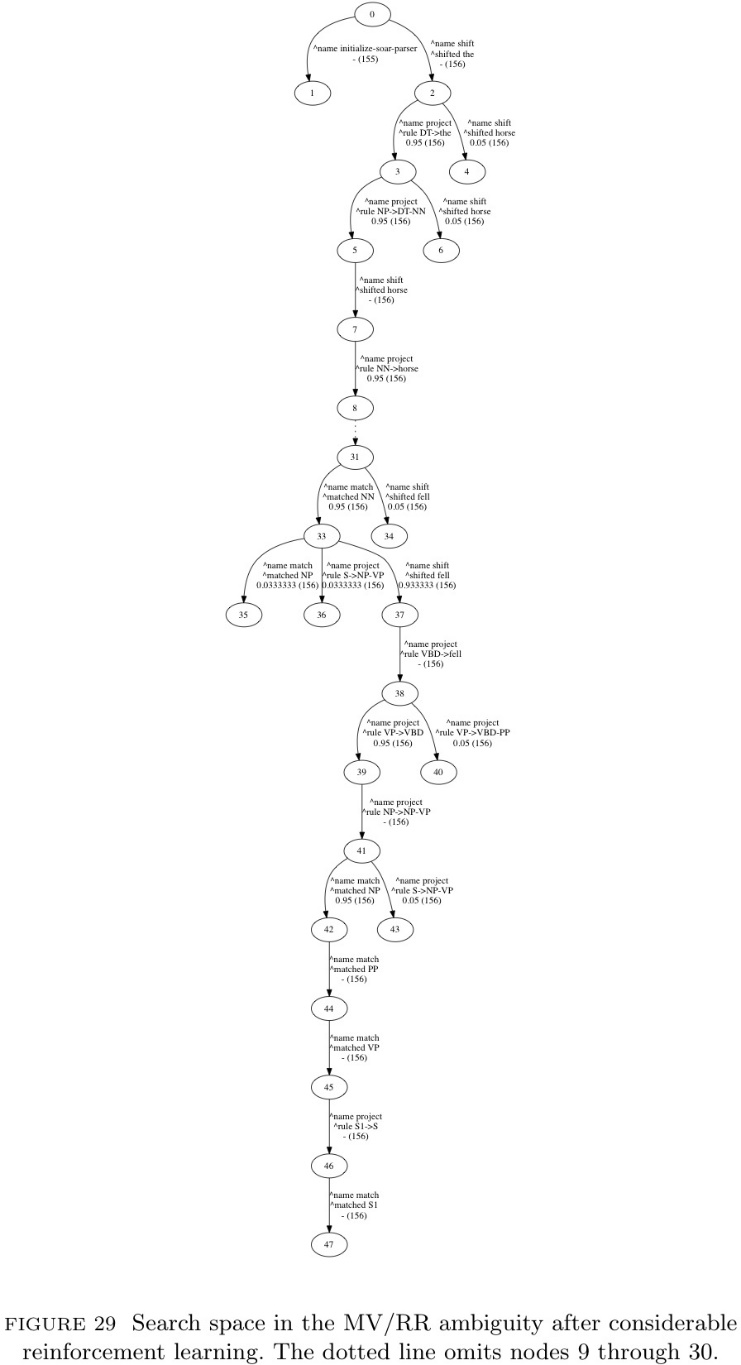 0
^name initialize-soar-parser
- (155)
^name shift
^shifted the
- (156)
1
2
^name project
^rule DT->the
0.95 (156)
^name shift
^shifted horse
0.05 (156)
3
4
^name project
^rule NP->DT-NN
0.95 (156)
^name shift
^shifted horse
0.05 (156)
5
6
^name shift
^shifted horse
- (156)
7
^name project
^rule NN->horse
0.95 (156)
8
31
^name match
^matched NN
0.95 (156)
^name shift
^shifted fell
0.05 (156)
33
34
^name match
^matched NP
0.0333333 (156)
^name project
^rule S->NP-VP
0.0333333 (156)
^name shift
^shifted fell
0.933333 (156)
35
36
37
^name project
^rule VBD->fell
- (156)
38
^name project
^rule VP->VBD
0.95 (156)
^name project
^rule VP->VBD-PP
0.05 (156)
39
40
^name project
^rule NP->NP-VP
- (156)
41
^name match
^matched NP
0.95 (156)
^name project
^rule S->NP-VP
0.05 (156)
42
43
^name match
^matched PP
- (156)
44
^name match
^matched VP
- (156)
45
^name project
^rule S1->S
- (156)
46
^name match
^matched S1
- (156)
47
FIGURE 29 Search space in the MV/RR ambiguity after considerable
reinforcement learning. The dotted line omits nodes 9 through 30.